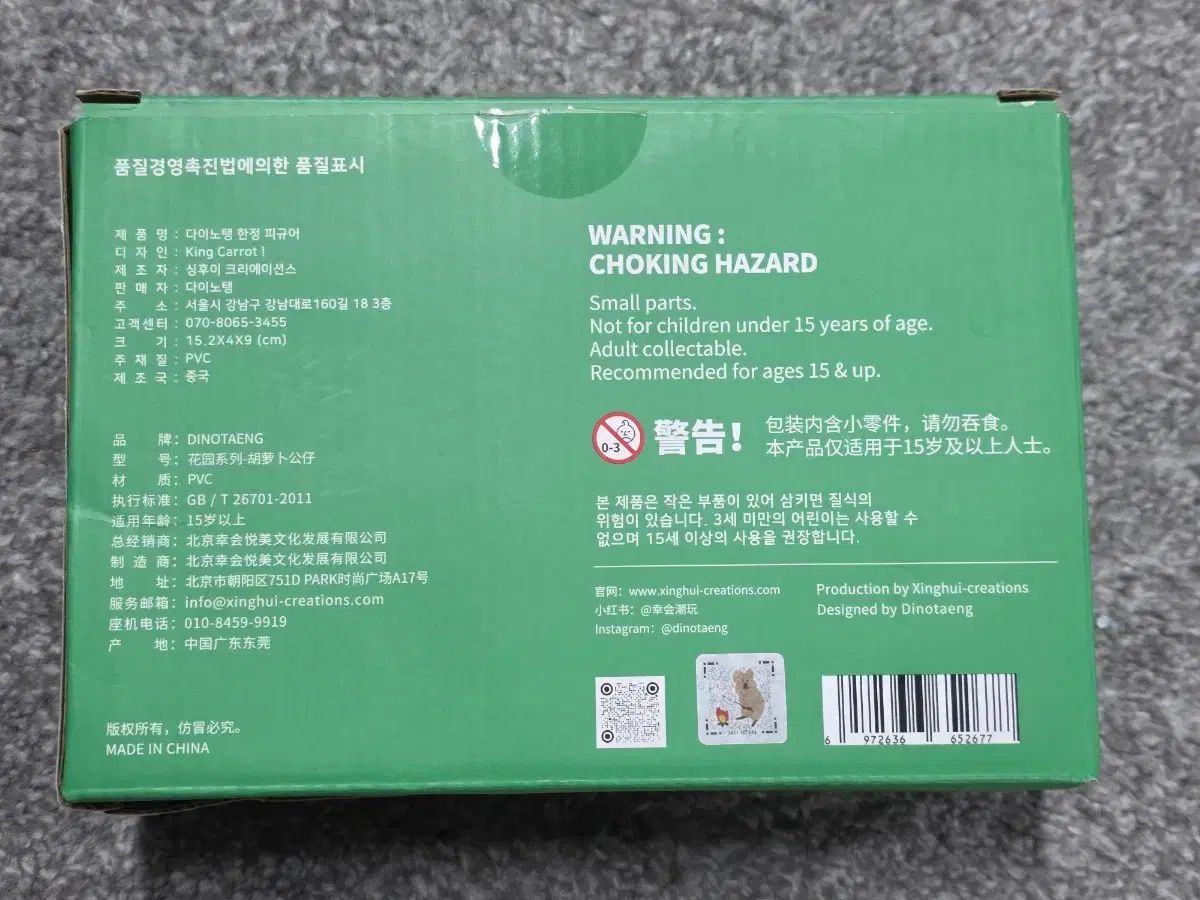 품질경영촉진법에의한 품질표시
제 품 명 : 다이노탱 한정 피규어
디 자 인 : King Carrot !
제 조 자 : 싱후이 크리에이션스
판 매 자 : 다이노탱
주 소 : 서울시 강남구 강남대로160길 18 3층
고객센터 : 070-8065-3455
크 기 : 15.2X4X9 (cm)
주 재 질 : PVC
제 조 국 : 중국
品 牌：DINOTAENG
型 号：花园系列-胡萝卜公仔
材 质：PVC
执行标准：GB / T 26701-2011
适用年龄：15岁以上
总经销商：北京幸会悦美文化发展有限公司
制 造 商：北京幸会悦美文化发展有限公司
地 址：北京市朝阳区751D PARK时尚广场A17号
服务邮箱：info@xinghui-creations.com
座机电话：010-8459-9919
产 地：中国广东东莞
版权所有，仿冒必究。
MADE IN CHINA
WARNING :
CHOKING HAZARD
Small parts.
Not for children under 15 years of age.
Adult collectable.
Recommended for ages 15 & up.
0-3
警告！
包装内含小零件，请勿吞食。
本产品仅适用于15岁及以上人士。
본 제품은 작은 부품이 있어 삼키면 질식의
위험이 있습니다. 3세 미만의 어린이는 사용할 수
없으며 15세 이상의 사용을 권장합니다.
官网：www.xinghui-creations.com
小红书：@幸会潮玩
Instagram：@dinotaeng
Production by Xinghui-creations
Designed by Dinotaeng
6 972636 652677